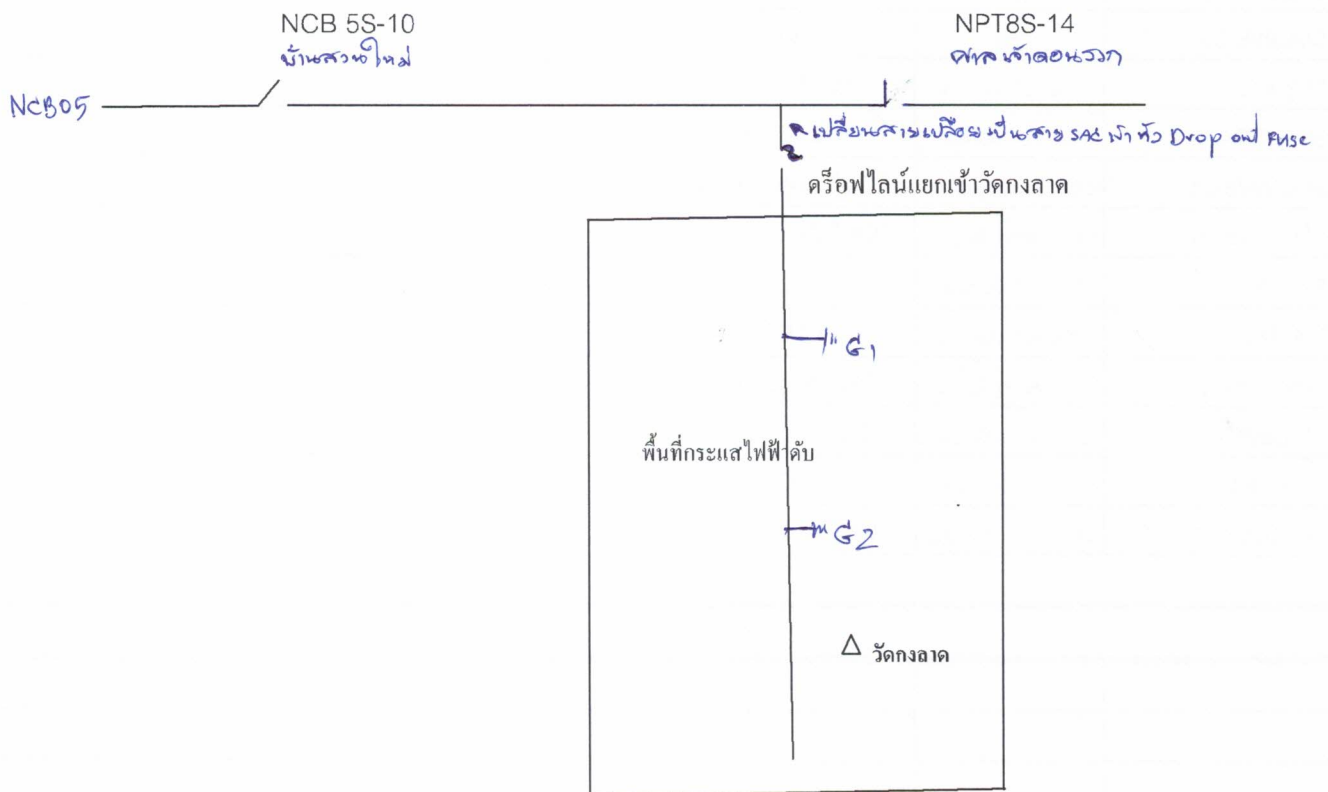 NCB 5S-10
บ้านสวนใหม่
NPT8S-14
ศาลเจ้าดอนรวก
NCB05
เปลี่ยนสายเปลือยเป็นสาย SAC เข้าหัว Drop out Fuse
ดร็อฟไลน์แยกเข้าวัดกงลาด
G1
พื้นที่กระแสไฟฟ้าดับ
G2
วัดกงลาด